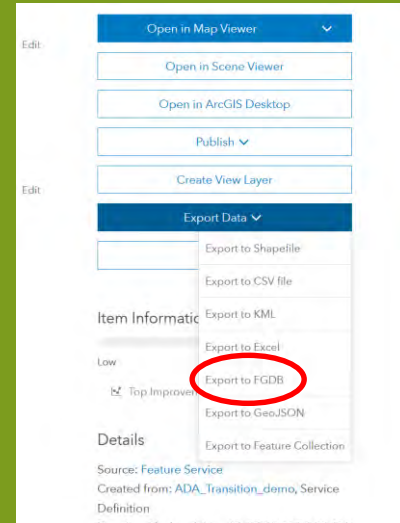 Open in Map Viewer
Edit
Open in Scene Viewer
Open in ArcGIS Desktop
Publish
Create View Layer
Edit
Export Data
Export to Shapefile
Export to CSV file
Export to KML
Item Informatio
Export to Excel
Low
Export to FGDB
Top Improvem
Export to GeoJSON
Details
Export to Feature Collection
Source: Feature Service
Created from: ADA_Transition_demo, Service
Definition